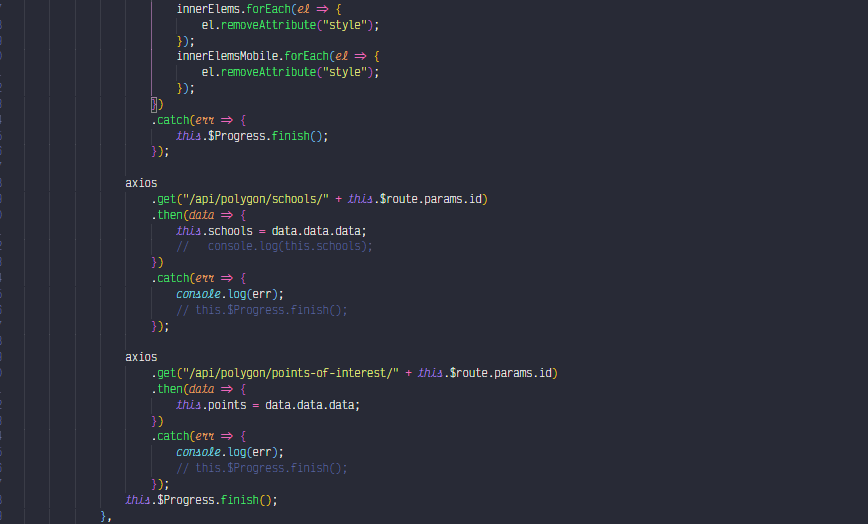 innerElems.forEach(el => {
el.removeAttribute("style");
});
innerElemsMobile.forEach(el => {
el.removeAttribute("style");
});
})
.catch(err => {
this.$Progress.finish();
});
axios
.get("/api/polygon/schools/" + this.$route.params.id)
.then(data => {
this.schools = data.data.data;
//   console.log(this.schools);
})
.catch(err => {
console.log(err);
// this.$Progress.finish();
});
axios
.get("/api/polygon/points-of-interest/" + this.$route.params.id)
.then(data => {
this.points = data.data.data;
})
.catch(err => {
console.log(err);
// this.$Progress.finish();
});
this.$Progress.finish();
},